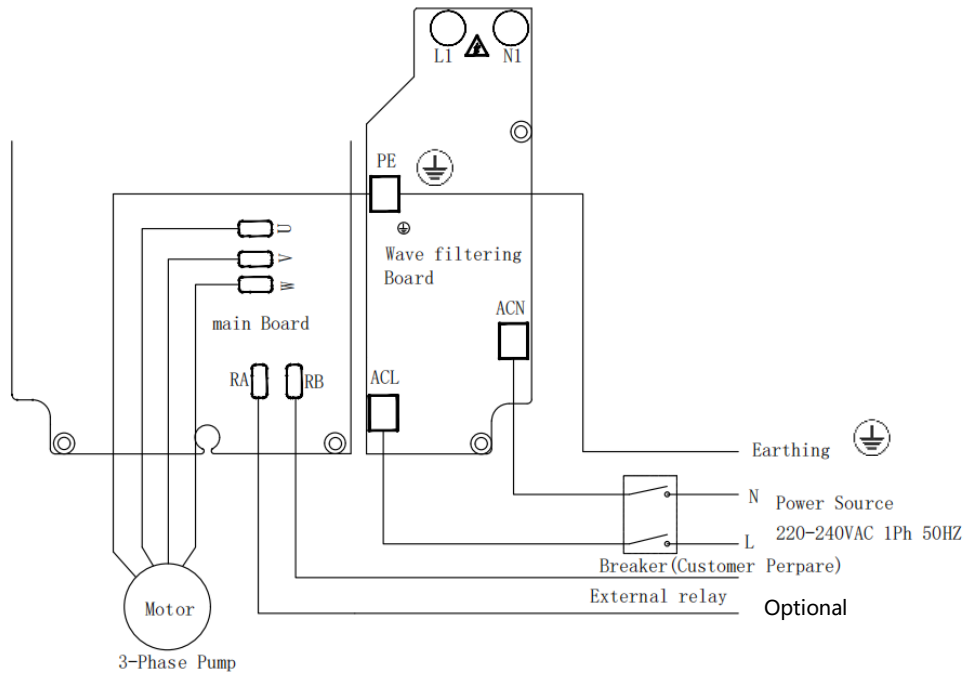 L1
N1
PE
U
V
W
Wave filtering
Board
main Board
ACN
RA
RB
ACL
Earthing
N
Power Source
L
220-240VAC 1Ph 50HZ
Breaker(Customer Perpare)
External relay
Optional
Motor
3-Phase Pump